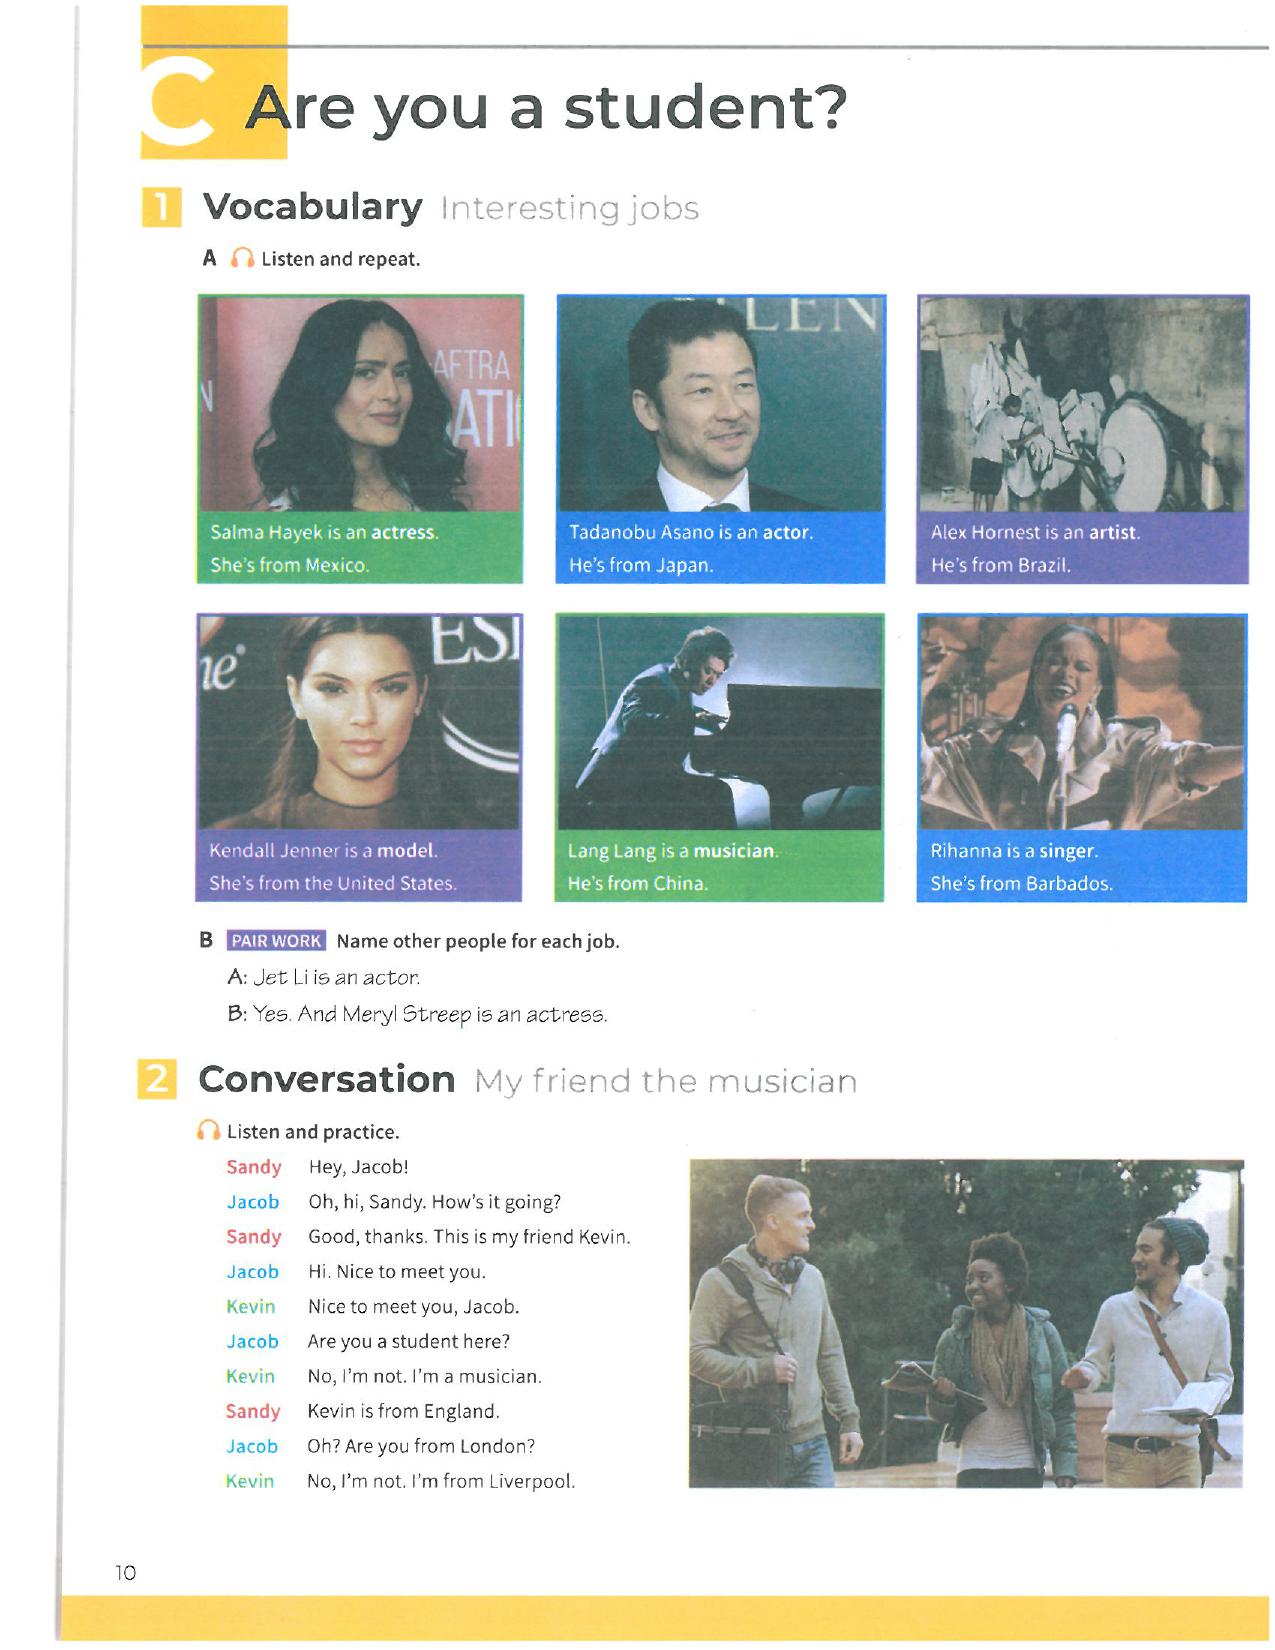 C Are you a student?
1 Vocabulary Interesting jobs
A Listen and repeat.
N
AFTRA
ATI
LEN
Salma Hayek is an actress.
She's from Mexico.
Tadanobu Asano is an actor.
He's from Japan.
Alex Hornest is an artist.
He's from Brazil.
ne
ESI
Kendall Jenner is a model.
She's from the United States.
Lang Lang is a musician.
He's from China.
Rihanna is a singer.
She's from Barbados.
B PAIR WORK Name other people for each job.
A: Jet Li is an actor.
B: Yes. And Meryl Streep is an actress.
2 Conversation My friend the musician
Listen and practice.
Sandy Hey, Jacob!
Jacob Oh, hi, Sandy. How's it going?
Sandy Good, thanks. This is my friend Kevin.
Jacob Hi. Nice to meet you.
Kevin Nice to meet you, Jacob.
Jacob Are you a student here?
Kevin No, I'm not. I'm a musician.
Sandy Kevin is from England.
Jacob Oh? Are you from London?
Kevin No, I'm not. I'm from Liverpool.
10